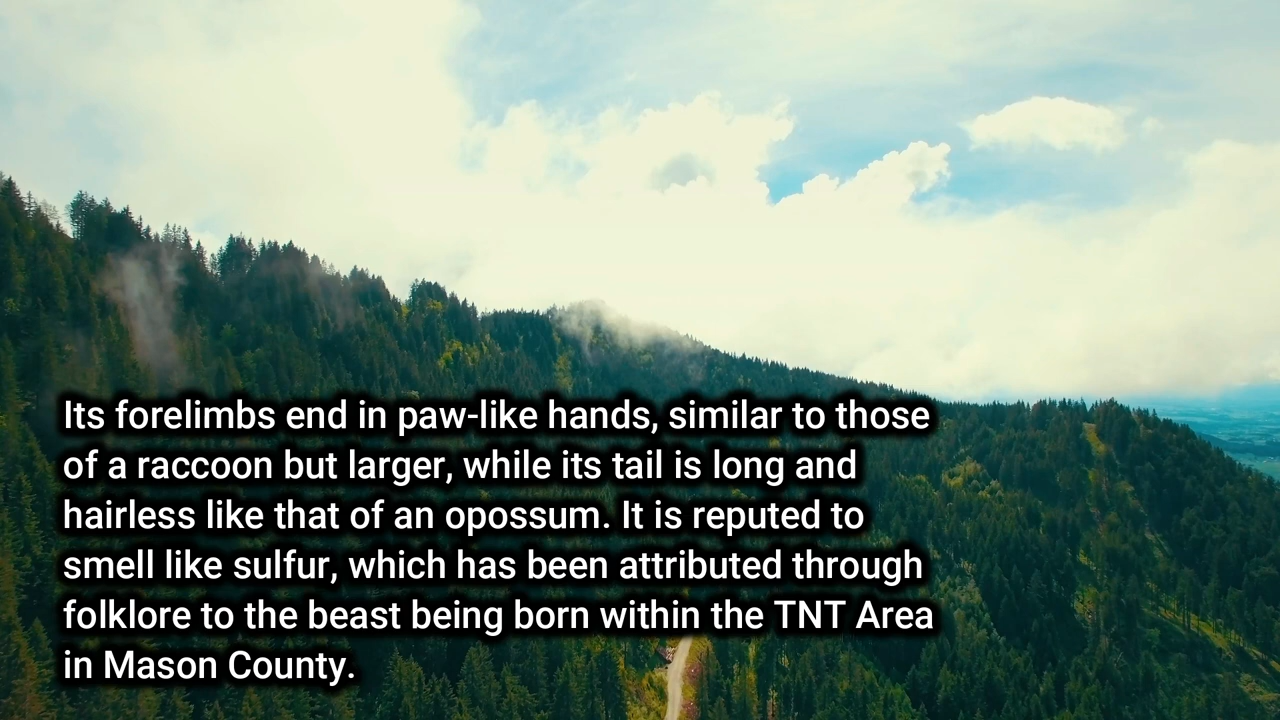 Its forelimbs end in paw-like hands, similar to those
of a raccoon but larger, while its tail is long and
hairless like that of an opossum. It is reputed to
smell like sulfur, which has been attributed through
folklore to the beast being born within the TNT Area
in Mason County.